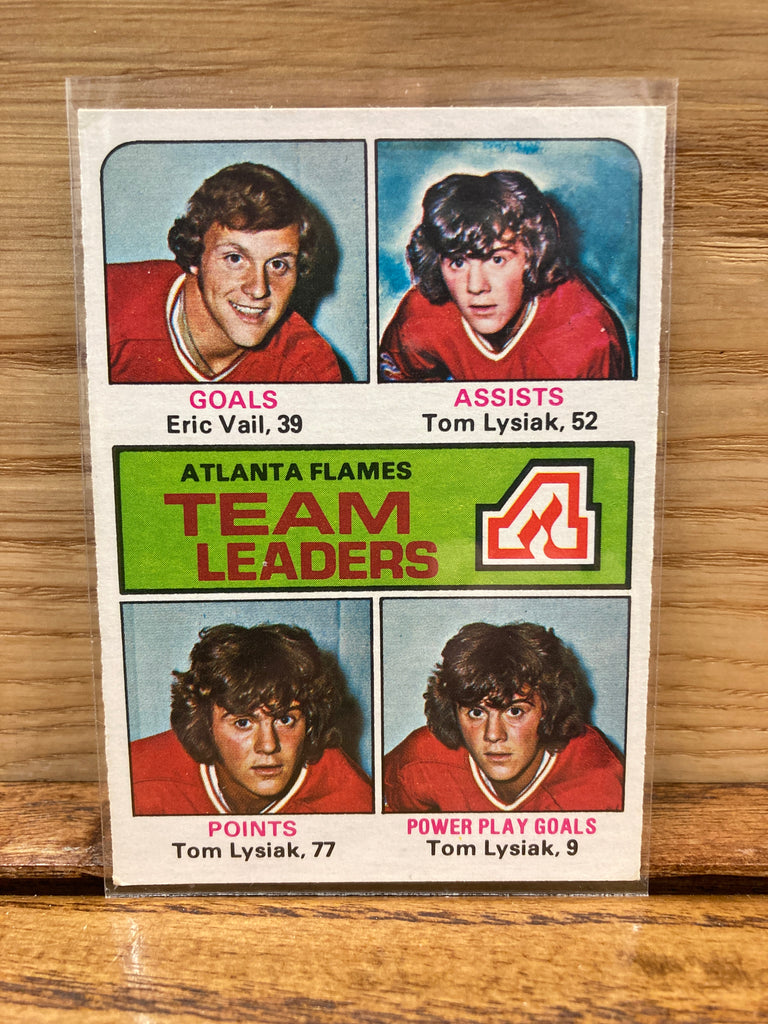 GOALS
Eric Vail, 39
ASSISTS
Tom Lysiak, 52
ATLANTA FLAMES
TEAM
LEADERS
A
POINTS
Tom Lysiak, 77
POWER PLAY GOALS
Tom Lysiak, 9